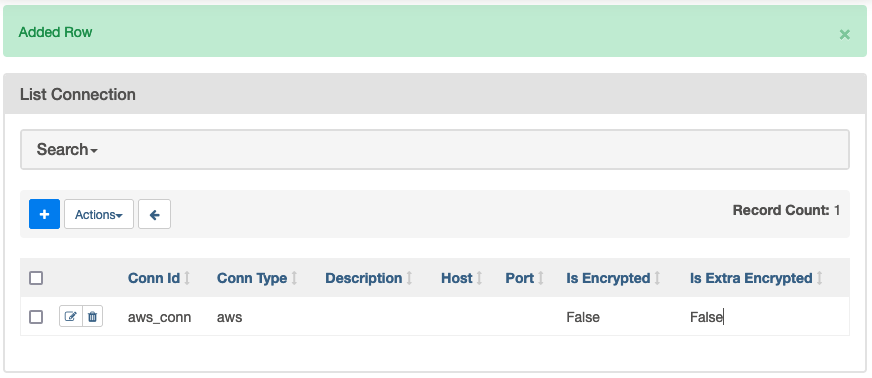 Added Row ×
List Connection
Search
Actions Record Count: 1
Conn Id Conn Type Description Host Port Is Encrypted Is Extra Encrypted
aws_conn aws False False